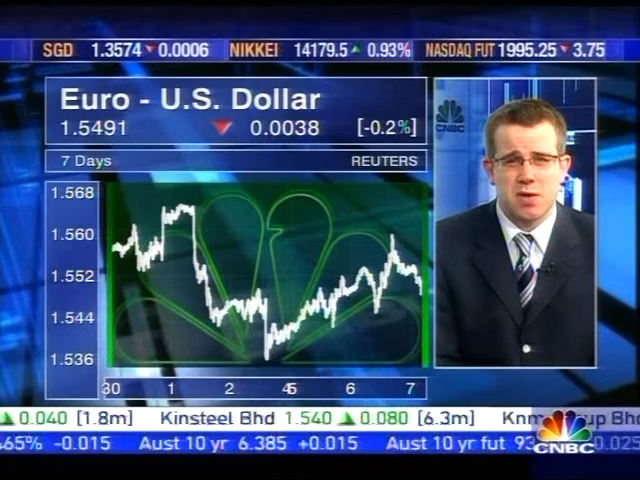 SGD 1.3574 ▼ 0.0006 NIKKEI 14179.5 ▲ 0.93% NASDAQ FUT 1995.25 ▼ 3.75
Euro - U.S. Dollar
1.5491 ▼ 0.0038 [-0.2%]
7 Days REUTERS
CNBC
1.568
1.560
1.552
1.544
1.536
30 1 2 45 6 7
▲ 0.040 [1.8m] Kinsteel Bhd 1.540 ▲ 0.080 [6.3m] Bhd
65% -0.015 Aust 10 yr 6.385 +0.015 Aust 10 yr fut 0.025
CNBC